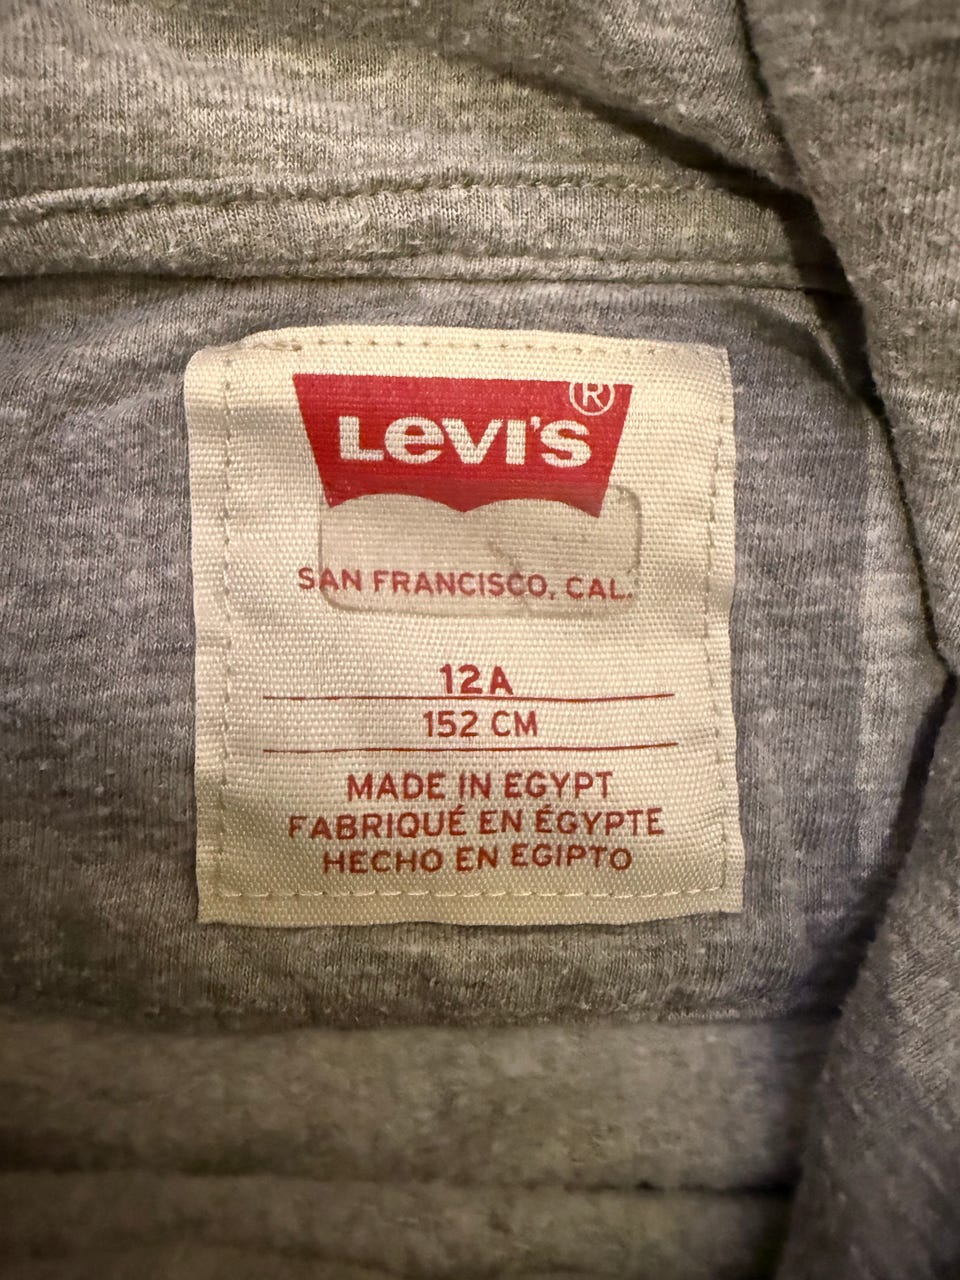 LEVI'S®
SAN FRANCISCO, CAL.
12A
152 CM
MADE IN EGYPT
FABRIQUÉ EN ÉGYPTE
HECHO EN EGIPTO